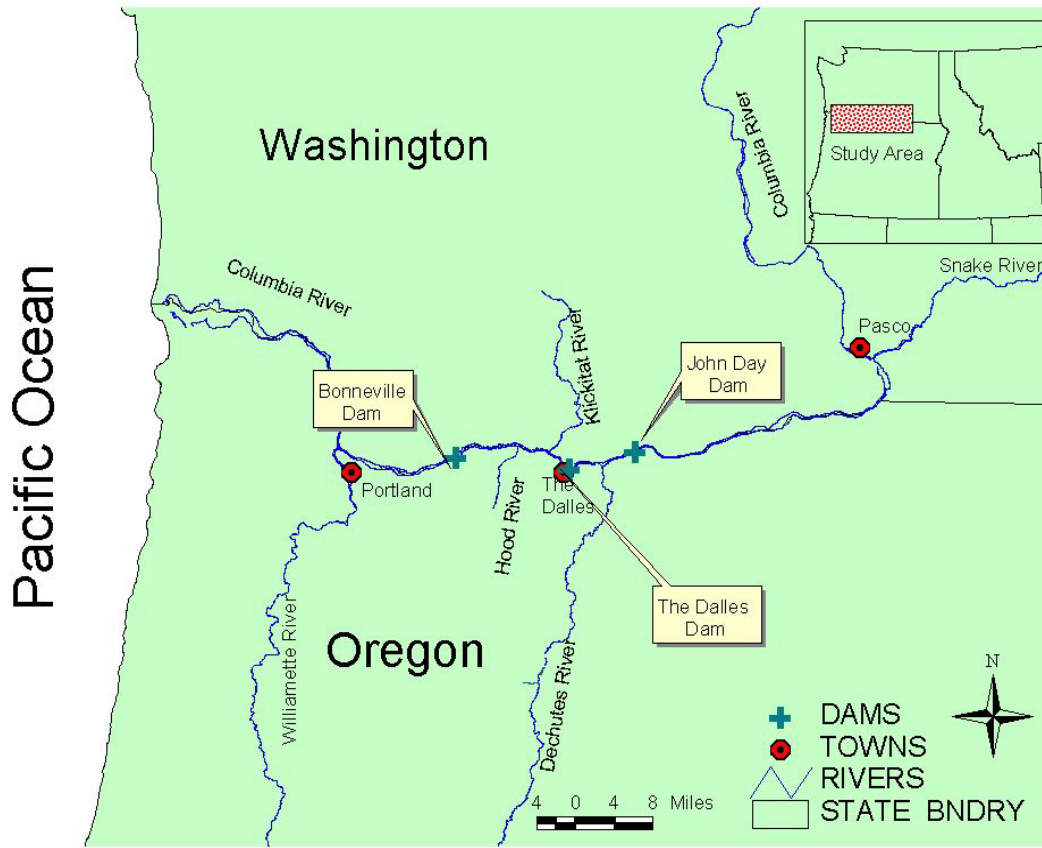 Pacific Ocean
Washington
Columbia River
Columbia River
Study Area
Snake River
Pasco
Klickitat River
John Day
Dam
Bonneville
Dam
Portland
The
Dalles
Hood River
The Dalles
Dam
Williamette River
Oregon
Dechutes River
N
DAMS
TOWNS
RIVERS
STATE BNDRY
4 0 4 8 Miles